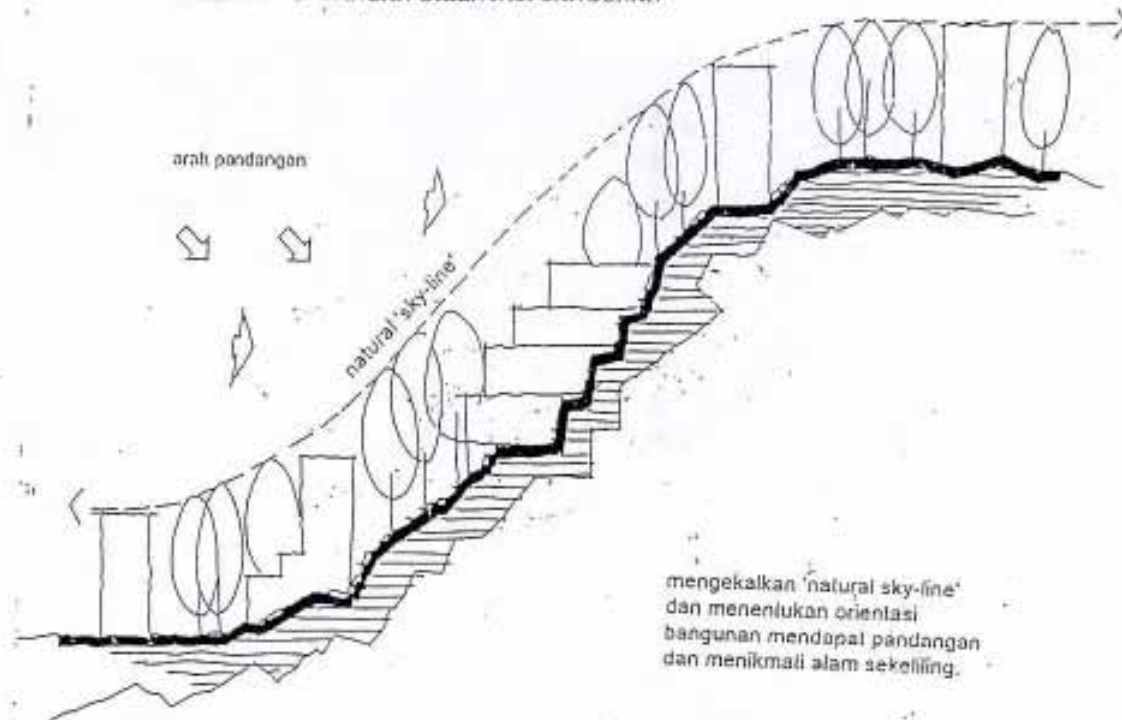 arah pandangan
natural 'sky-line'
mengekalkan 'natural sky-line'
dan menentukan orientasi
bangunan mendapat pandangan
dan menikmati alam sekeliling.